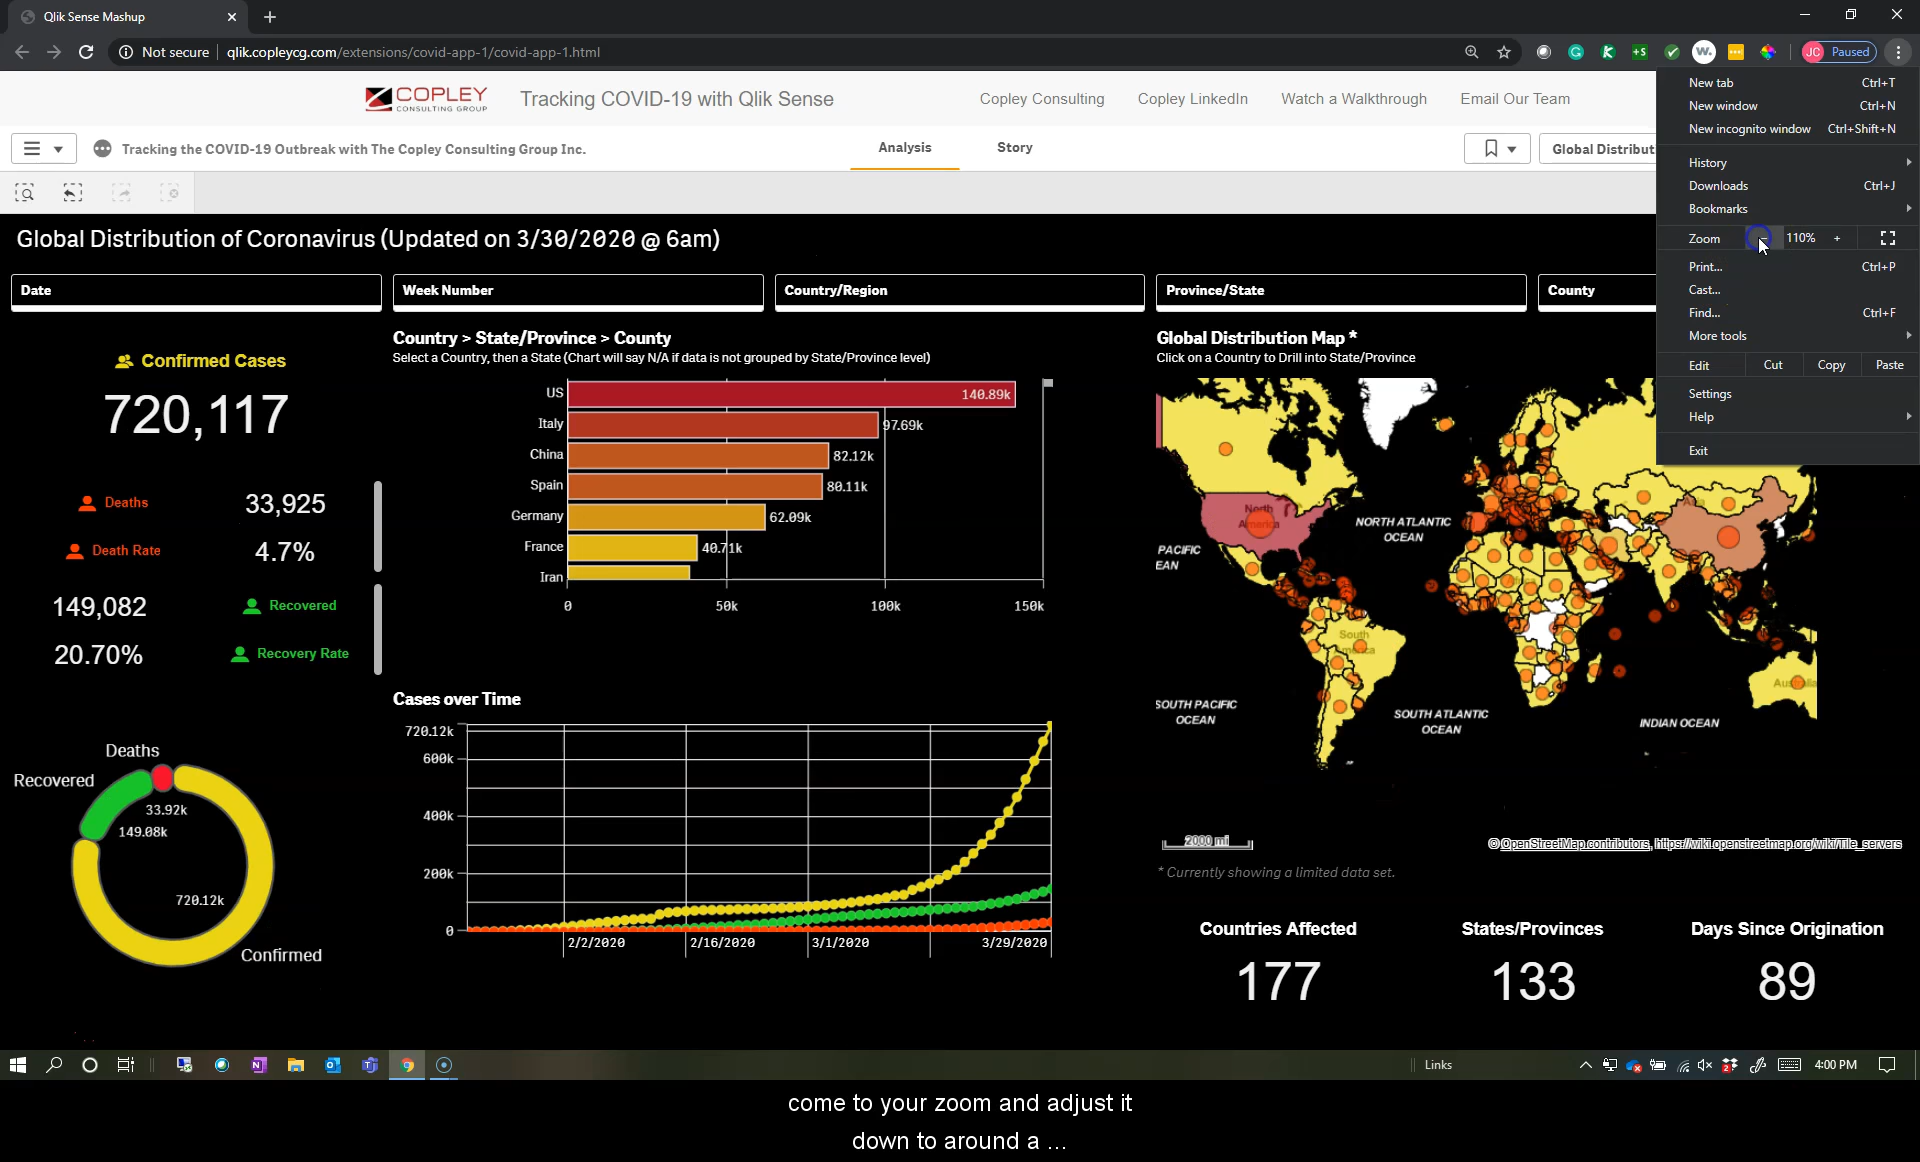 Qlik Sense Mashup
Not secure qlik.copleycg.com/extensions/covid-app-1/covid-app-1.html
JC Paused
COPLEY
CONSULTING GROUP
Tracking COVID-19 with Qlik Sense
Copley Consulting Copley LinkedIn Watch a Walkthrough Email Our Team
Tracking the COVID-19 Outbreak with The Copley Consulting Group Inc.
Analysis Story
Global Distribut
New tab Ctrl+T
New window Ctrl+N
New incognito window Ctrl+Shift+N
History
Downloads Ctrl+J
Bookmarks
Zoom - 110% +
Print... Ctrl+P
Cast...
Find... Ctrl+F
More tools
Edit Cut Copy Paste
Settings
Help
Exit
Global Distribution of Coronavirus (Updated on 3/30/2020 @ 6am)
Date Week Number Country/Region Province/State County
Confirmed Cases
720,117
Deaths 33,925
Death Rate 4.7%
149,082 Recovered
20.70% Recovery Rate
Deaths
Recovered
33.92k
149.08k
720.12k
Confirmed
Country > State/Province > County
Select a Country, then a State (Chart will say N/A if data is not grouped by State/Province level)
US 140.89k
Italy 97.69k
China 82.12k
Spain 80.11k
Germany 62.09k
France 40.71k
Iran
0 50k 100k 150k
Cases over Time
720.12k
600k
400k
200k
0
2/2/2020 2/16/2020 3/1/2020 3/29/2020
Global Distribution Map *
Click on a Country to Drill into State/Province
North
America
Asia
NORTH ATLANTIC
OCEAN
PACIFIC
EAN
Africa
South
America
Australia
SOUTH PACIFIC
OCEAN
SOUTH ATLANTIC
OCEAN
INDIAN OCEAN
2000 mi
© OpenStreetMap contributors, https://wiki.openstreetmap.org/wiki/Tile_servers
* Currently showing a limited data set.
Countries Affected States/Provinces Days Since Origination
177 133 89
Links
4:00 PM
come to your zoom and adjust it
down to around a ...